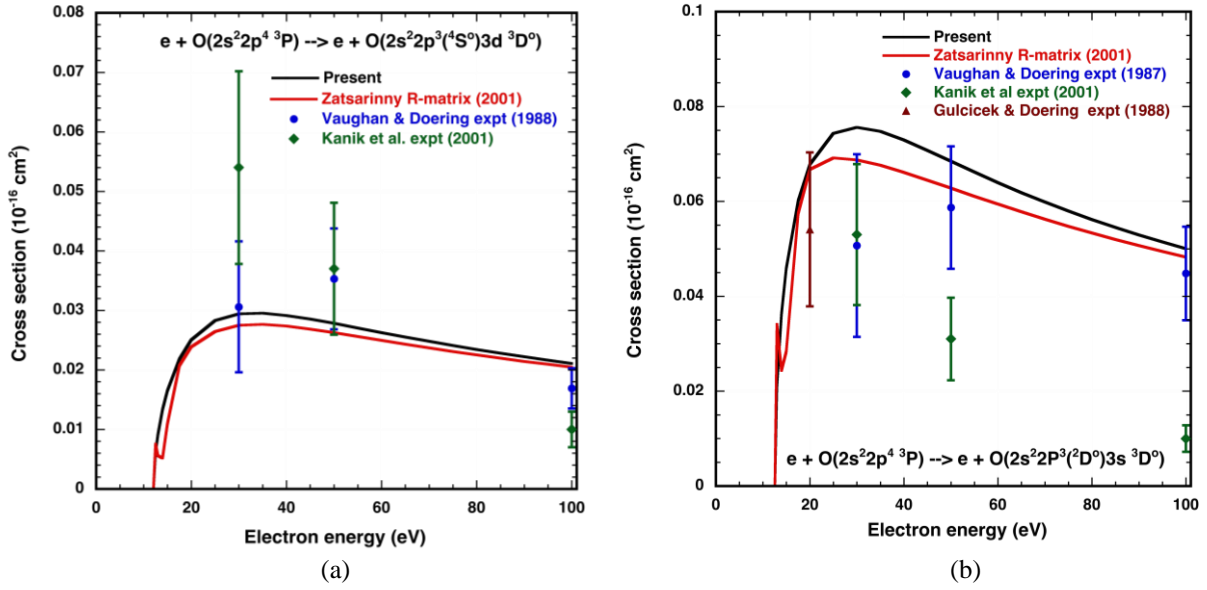 0.08
0.07
0.06
0.05
0.04
0.03
0.02
0.01
0
Cross section (10⁻¹⁶ cm²)
e + O(2s²2p⁴ ³P) --> e + O(2s²2p³(⁴Sᵒ)3d ³Dᵒ)
Present
Zatsarinny R-matrix (2001)
Vaughan & Doering expt (1988)
Kanik et al. expt (2001)
0 20 40 60 80 100
Electron energy (eV)
(a)
0.1
0.08
0.06
0.04
0.02
0
Cross section (10⁻¹⁶ cm²)
Present
Zatsarinny R-matrix (2001)
Vaughan & Doering expt (1987)
Kanik et al expt (2001)
Gulcicek & Doering expt (1988)
e + O(2s²2p⁴ ³P) --> e + O(2s²2P³(²Dᵒ)3s ³Dᵒ)
0 20 40 60 80 100
Electron energy (eV)
(b)